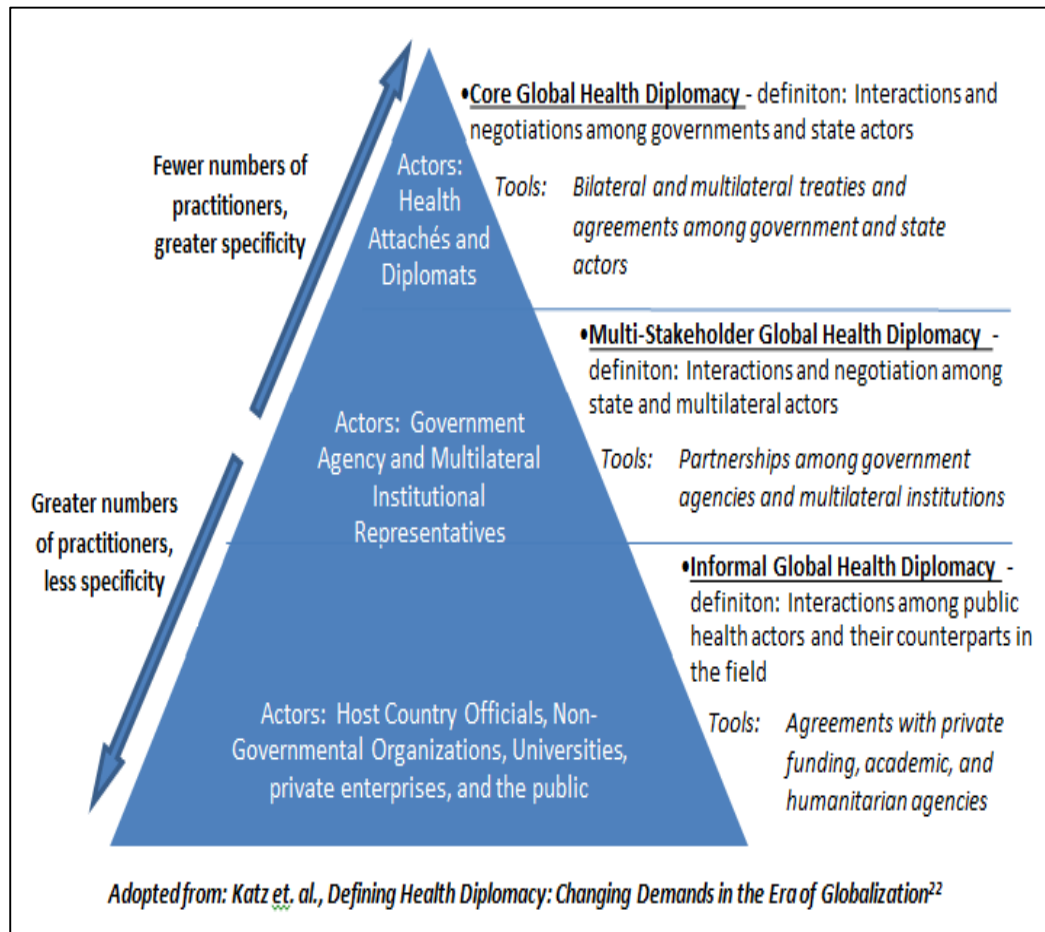 •Core Global Health Diplomacy - definiton: Interactions and
negotiations among governments and state actors
Fewer numbers of
practitioners,
greater specificity
Actors:
Health
Attachés and
Diplomats
Tools: Bilateral and multilateral treaties and
agreements among government and state
actors
•Multi-Stakeholder Global Health Diplomacy -
definiton: Interactions and negotiation among
state and multilateral actors
Actors: Government
Agency and Multilateral
Institutional
Representatives
Tools: Partnerships among government
agencies and multilateral institutions
Greater numbers
of practitioners,
less specificity
•Informal Global Health Diplomacy -
definiton: Interactions among public
health actors and their counterparts in
the field
Actors: Host Country Officials, Non-
Governmental Organizations, Universities,
private enterprises, and the public
Tools: Agreements with private
funding, academic, and
humanitarian agencies
Adopted from: Katz et. al., Defining Health Diplomacy: Changing Demands in the Era of Globalization²²